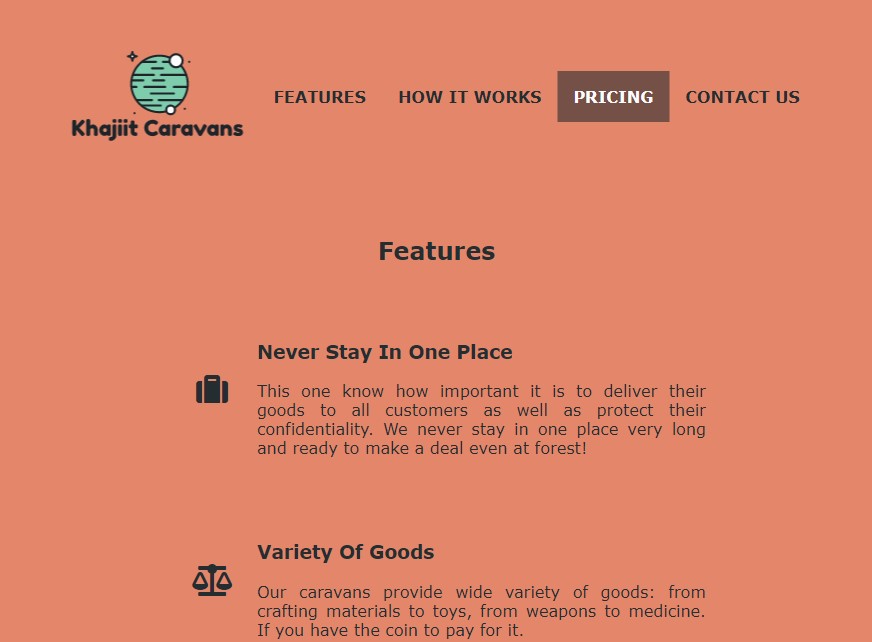 Khajiit Caravans
FEATURES
HOW IT WORKS
PRICING
CONTACT US
Features
Never Stay In One Place
This one know how important it is to deliver their
goods to all customers as well as protect their
confidentiality. We never stay in one place very long
and ready to make a deal even at forest!
Variety Of Goods
Our caravans provide wide variety of goods: from
crafting materials to toys, from weapons to medicine.
If you have the coin to pay for it.